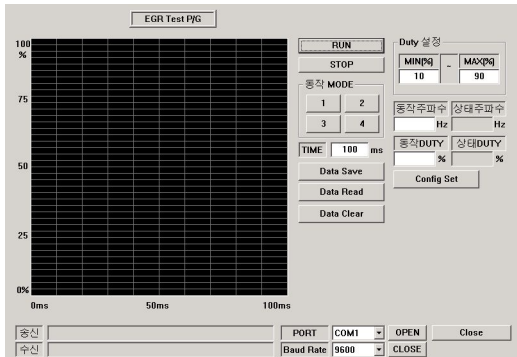 EGR Test P/G
100
%
75
50
25
0%
0ms 50ms 100ms
RUN
STOP
동작 MODE
1 2
3 4
TIME 100 ms
Data Save
Data Read
Data Clear
Duty 설정
MIN(%) - MAX(%)
10 90
동작주파수 상태주파수
Hz Hz
동작DUTY 상태DUTY
% %
Config Set
송신
수신
PORT COM1 OPEN Close
Baud Rate 9600 CLOSE